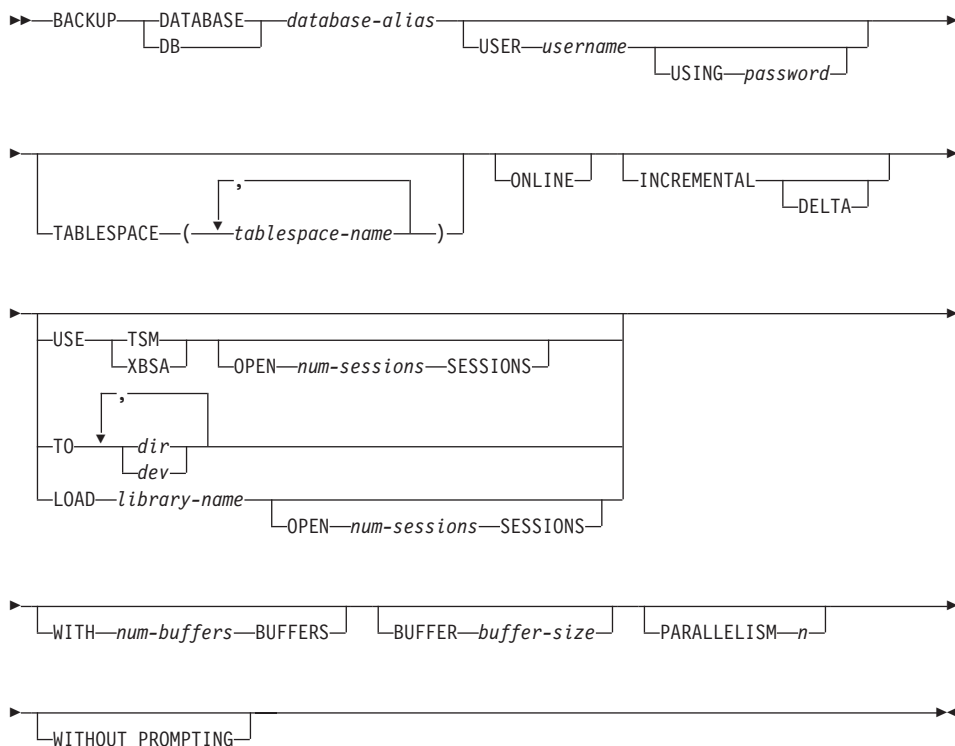 BACKUP DATABASE database-alias
DB USER username
USING password
,
ONLINE INCREMENTAL
DELTA
TABLESPACE ( tablespace-name )
USE TSM
XBSA OPEN num-sessions SESSIONS
,
TO dir
dev
LOAD library-name
OPEN num-sessions SESSIONS
WITH num-buffers BUFFERS BUFFER buffer-size PARALLELISM n
WITHOUT PROMPTING